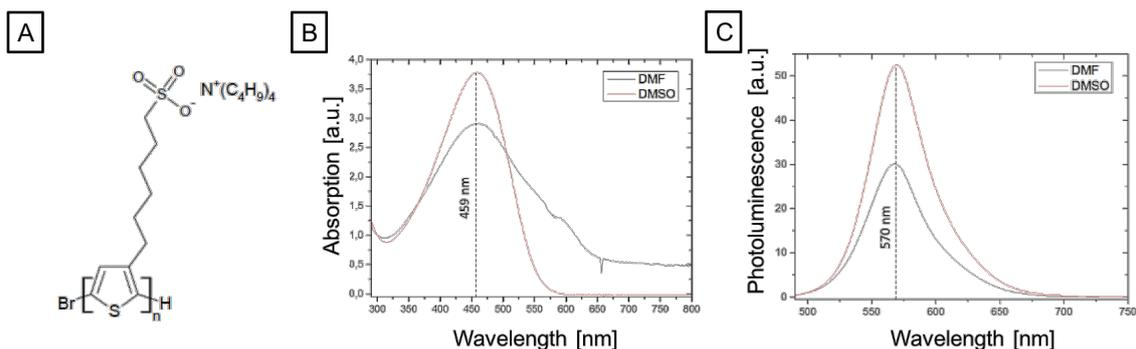 A
O
O
S
O-
N+(C4H9)4
Br
S
n
H
B
Absorption [a.u.]
4,0
3,5
3,0
2,5
2,0
1,5
1,0
0,5
0,0
DMF
DMSO
459 nm
300 350 400 450 500 550 600 650 700 750 800
Wavelength [nm]
C
Photoluminescence [a.u.]
50
40
30
20
10
0
DMF
DMSO
570 nm
500 550 600 650 700 750
Wavelength [nm]